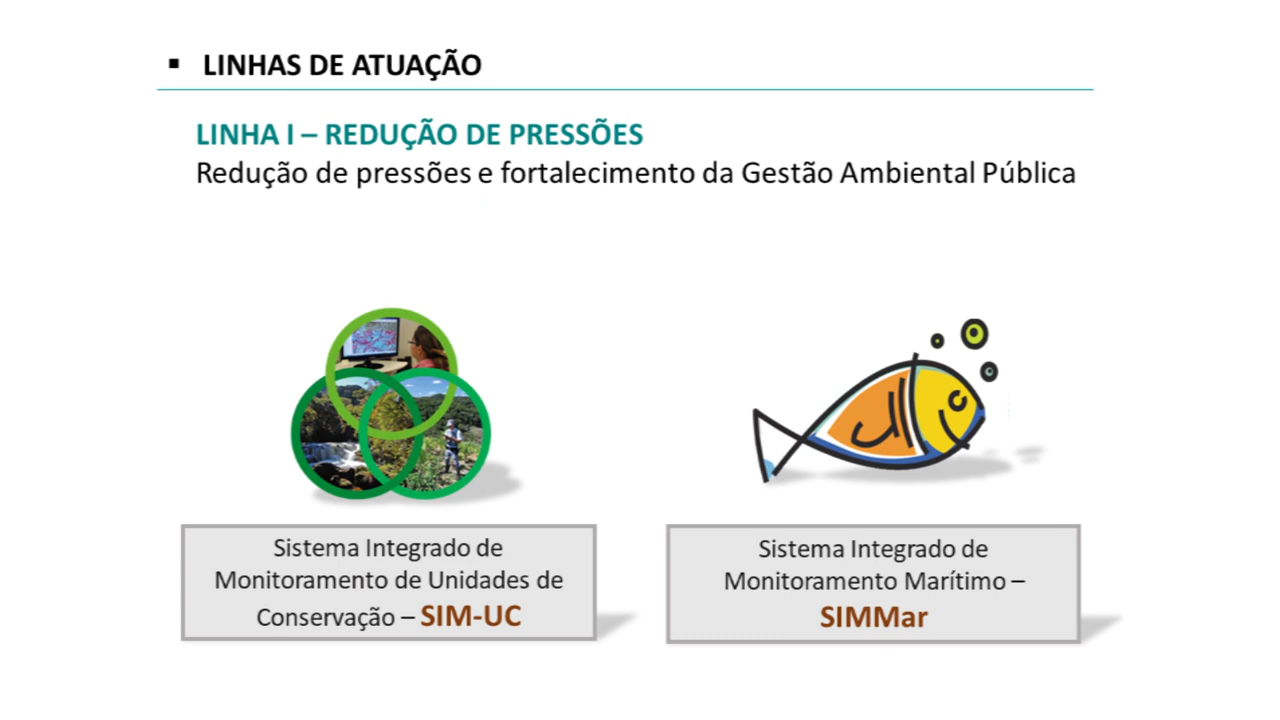 ▪ LINHAS DE ATUAÇÃO
LINHA I – REDUÇÃO DE PRESSÕES
Redução de pressões e fortalecimento da Gestão Ambiental Pública
Sistema Integrado de
Monitoramento de Unidades de
Conservação – SIM-UC
Sistema Integrado de
Monitoramento Marítimo –
SIMMar